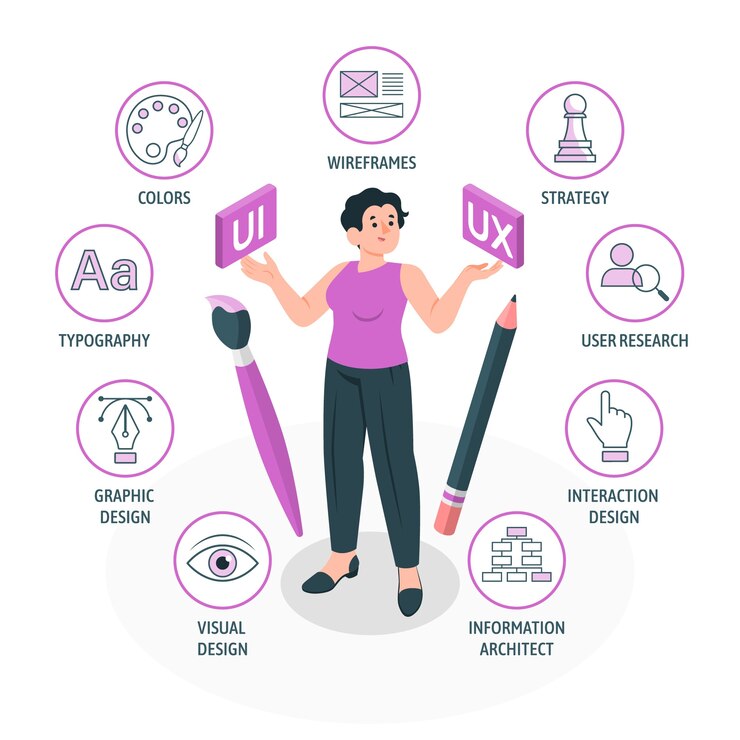 WIREFRAMES
COLORS
STRATEGY
UI
UX
Aa
TYPOGRAPHY
USER RESEARCH
GRAPHIC
DESIGN
INTERACTION
DESIGN
VISUAL
DESIGN
INFORMATION
ARCHITECT